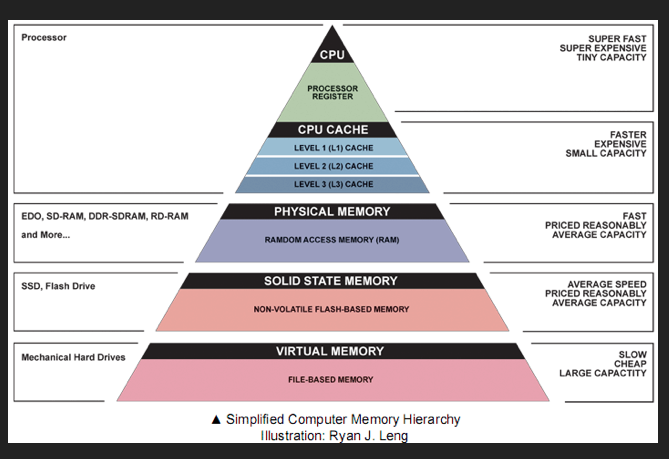 Processor
CPU
PROCESSOR
REGISTER
SUPER FAST
SUPER EXPENSIVE
TINY CAPACITY
CPU CACHE
LEVEL 1 (L1) CACHE
LEVEL 2 (L2) CACHE
LEVEL 3 (L3) CACHE
FASTER
EXPENSIVE
SMALL CAPACITY
EDO, SD-RAM, DDR-SDRAM, RD-RAM
and More...
PHYSICAL MEMORY
RAMDOM ACCESS MEMORY (RAM)
FAST
PRICED REASONABLY
AVERAGE CAPACITY
SSD, Flash Drive
SOLID STATE MEMORY
NON-VOLATILE FLASH-BASED MEMORY
AVERAGE SPEED
PRICED REASONABLY
AVERAGE CAPACITY
Mechanical Hard Drives
VIRTUAL MEMORY
FILE-BASED MEMORY
SLOW
CHEAP
LARGE CAPACTITY
▲ Simplified Computer Memory Hierarchy
Illustration: Ryan J. Leng